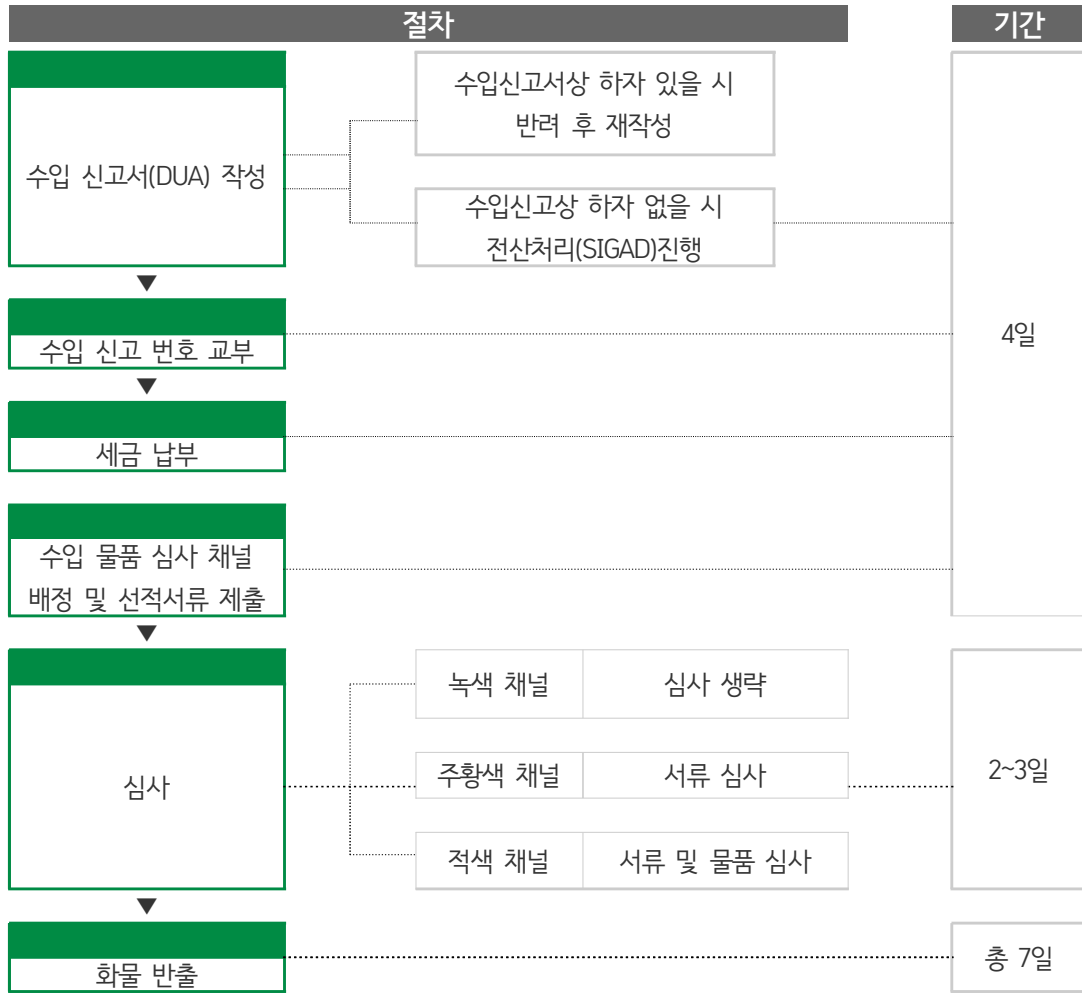 절차
기간
수입 신고서(DUA) 작성
수입신고서상 하자 있을 시
반려 후 재작성
수입신고상 하자 없을 시
전산처리(SIGAD)진행
▼
수입 신고 번호 교부
4일
▼
세금 납부
수입 물품 심사 채널
배정 및 선적서류 제출
▼
심사
녹색 채널 심사 생략
주황색 채널 서류 심사
적색 채널 서류 및 물품 심사
2~3일
▼
화물 반출
총 7일